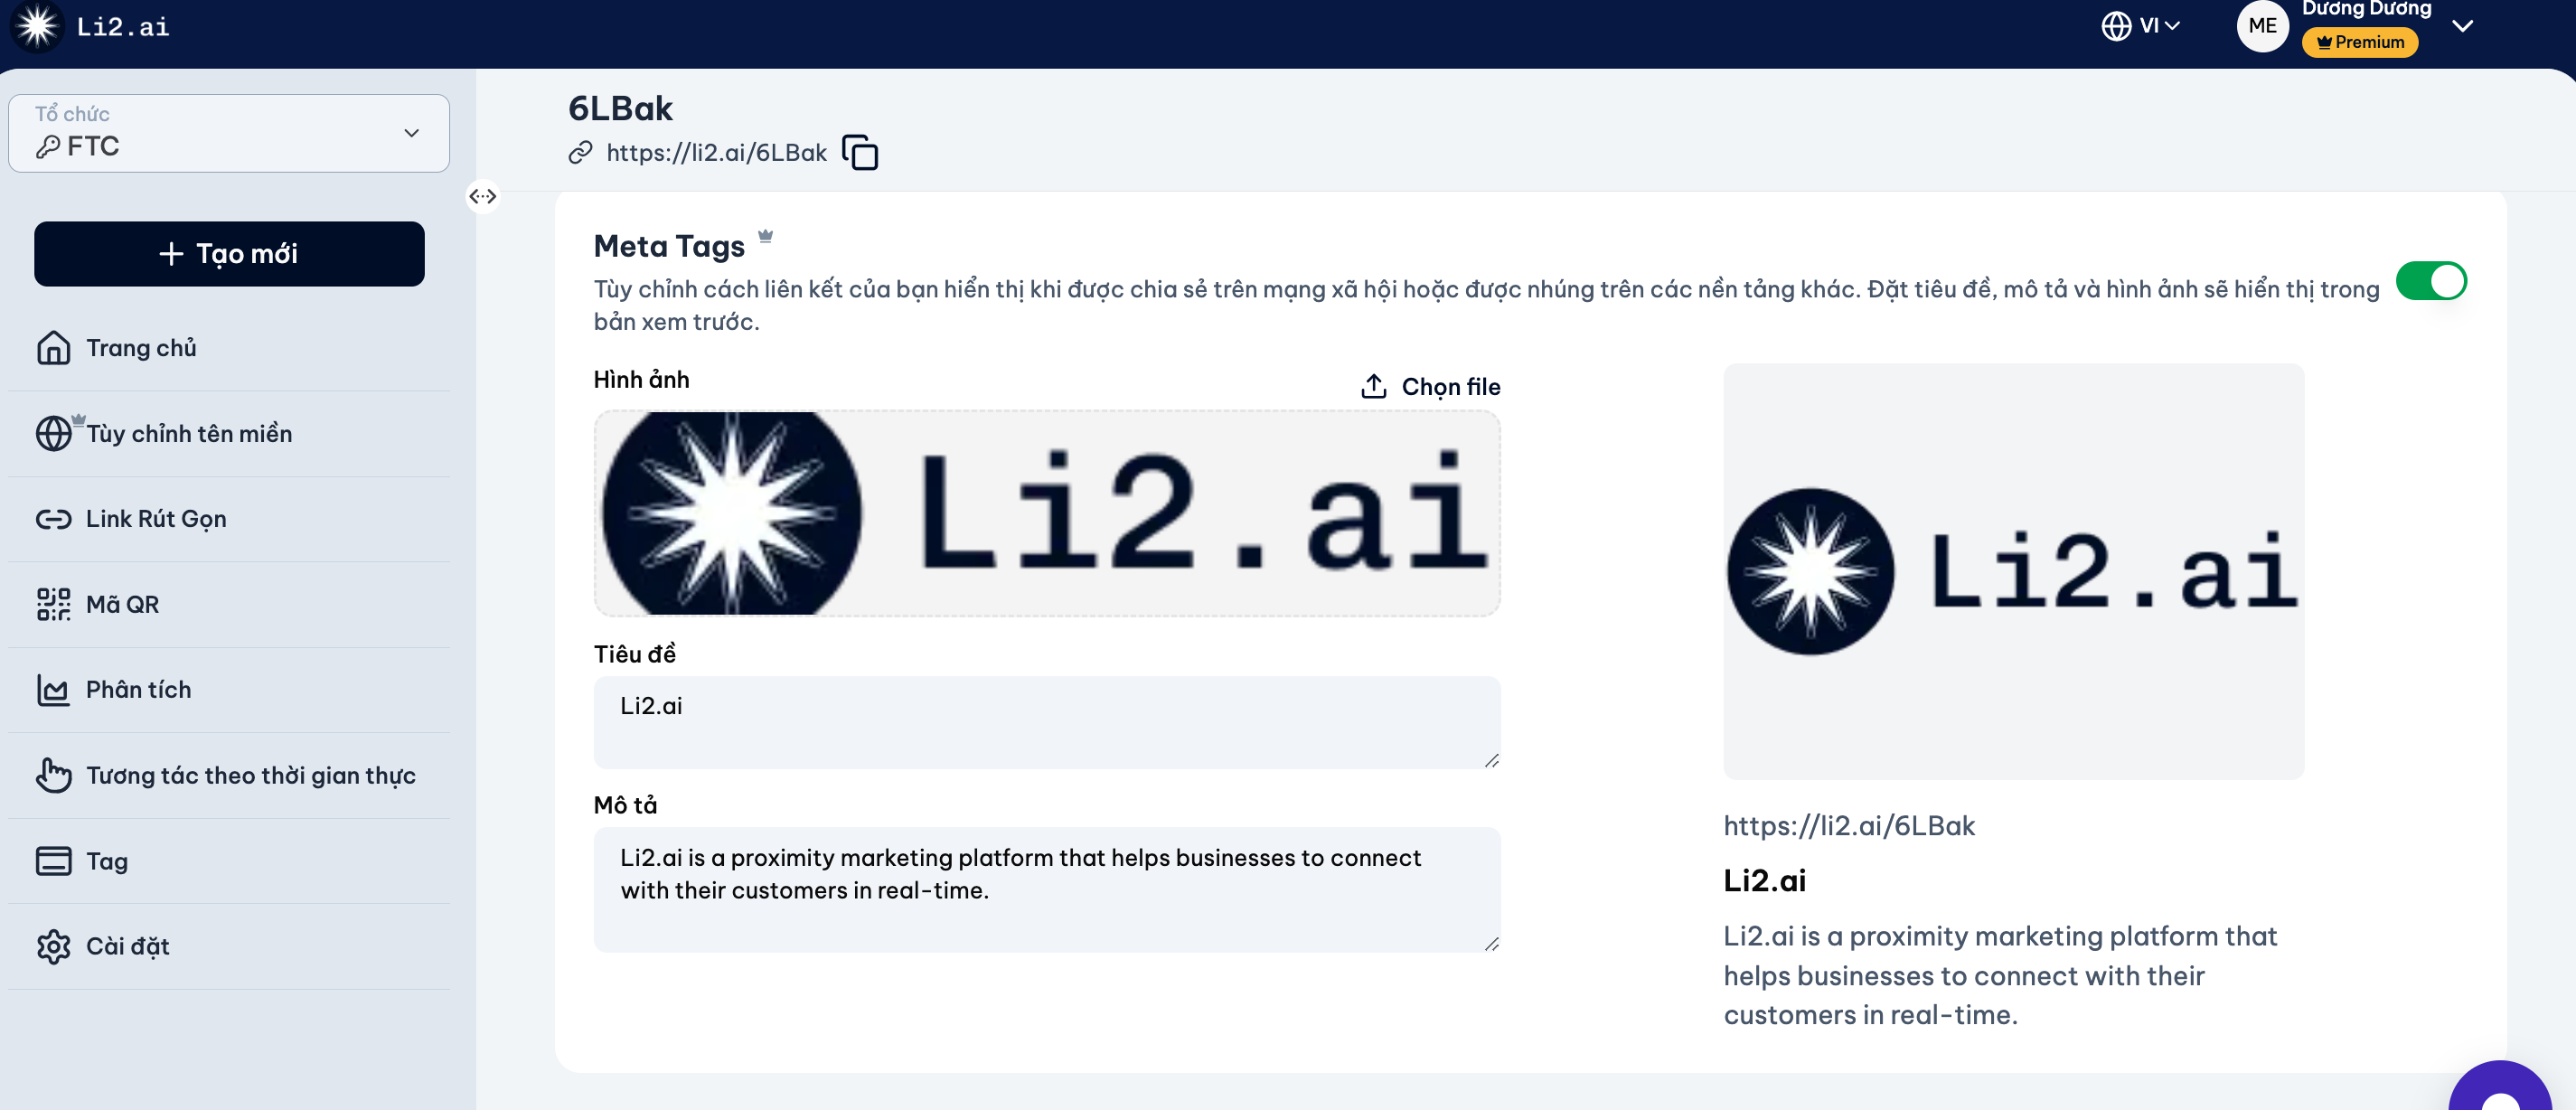 Li2.ai
VI
ME
Dương Dương
Premium
Tổ chức
FTC
Tạo mới
Trang chủ
Tùy chỉnh tên miền
Link Rút Gọn
Mã QR
Phân tích
Tương tác theo thời gian thực
Tag
Cài đặt
6LBak
https://li2.ai/6LBak
Meta Tags
Tùy chỉnh cách liên kết của bạn hiển thị khi được chia sẻ trên mạng xã hội hoặc được nhúng trên các nền tảng khác. Đặt tiêu đề, mô tả và hình ảnh sẽ hiển thị trong
bản xem trước.
Hình ảnh
Chọn file
Li2.ai
Tiêu đề
Li2.ai
Mô tả
Li2.ai is a proximity marketing platform that helps businesses to connect
with their customers in real-time.
Li2.ai
https://li2.ai/6LBak
Li2.ai
Li2.ai is a proximity marketing platform that
helps businesses to connect with their
customers in real-time.